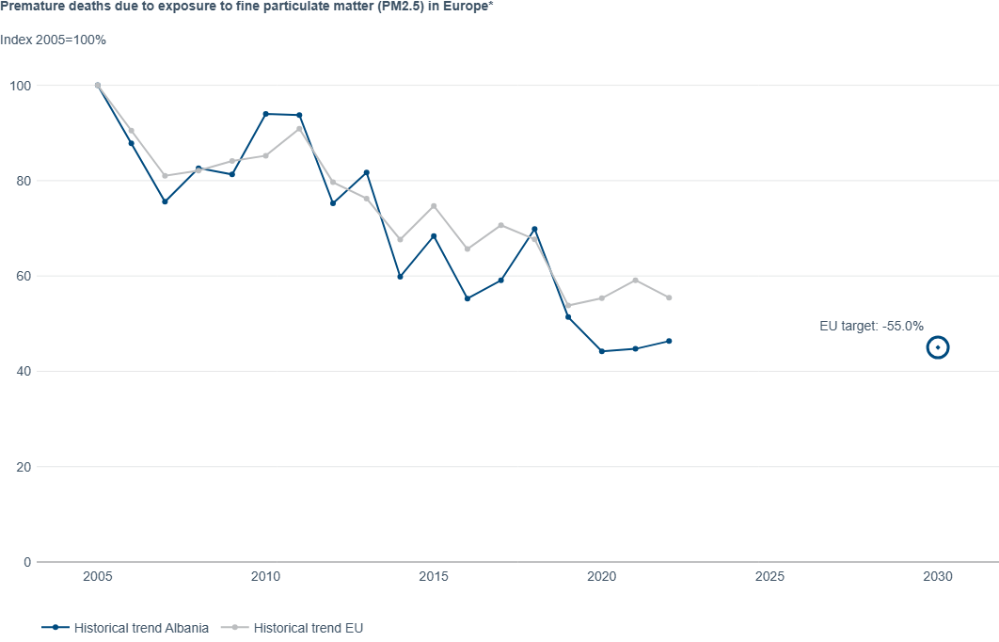 Premature deaths due to exposure to fine particulate matter (PM2.5) in Europe*
Index 2005=100%
100
80
60
EU target: -55.0%
40
20
0
2005 2010 2015 2020 2025 2030
Historical trend Albania Historical trend EU